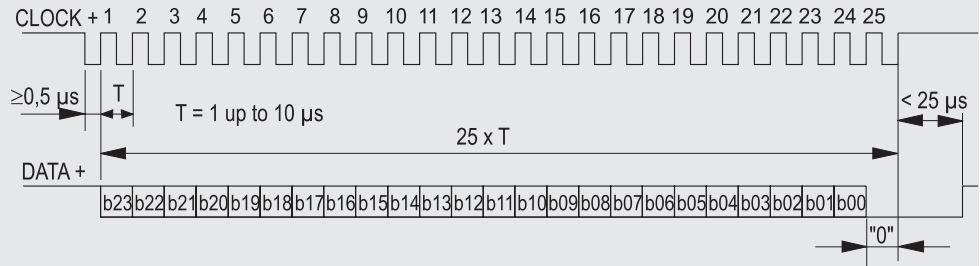 CLOCK + 1 2 3 4 5 6 7 8 9 10 11 12 13 14 15 16 17 18 19 20 21 22 23 24 25
≥0,5 µs
T
T = 1 up to 10 µs
< 25 µs
25 x T
DATA +
b23 b22 b21 b20 b19 b18 b17 b16 b15 b14 b13 b12 b11 b10 b09 b08 b07 b06 b05 b04 b03 b02 b01 b00
"0"